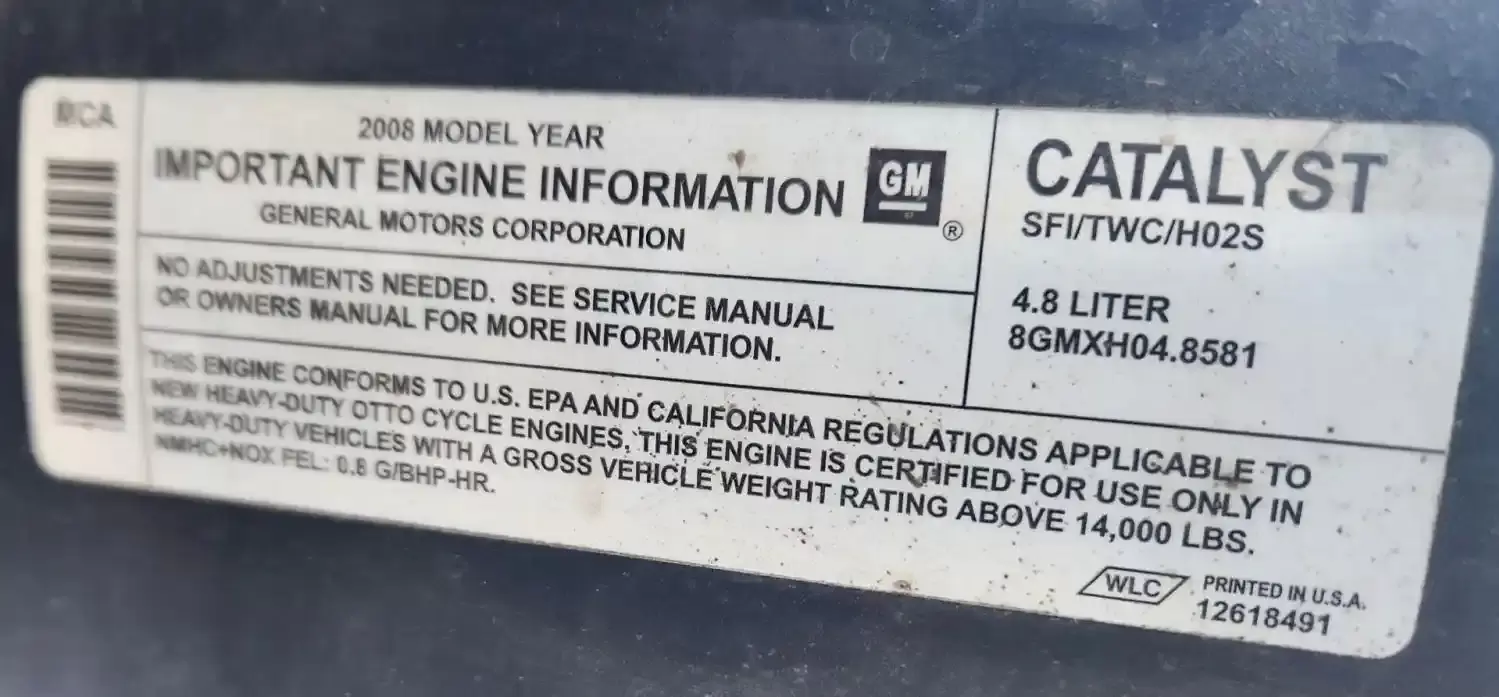 MCA
2008 MODEL YEAR
IMPORTANT ENGINE INFORMATION
GENERAL MOTORS CORPORATION
GM
®
NO ADJUSTMENTS NEEDED. SEE SERVICE MANUAL
OR OWNERS MANUAL FOR MORE INFORMATION.
CATALYST
SFI/TWC/H02S
4.8 LITER
8GMXH04.8581
THIS ENGINE CONFORMS TO U.S. EPA AND CALIFORNIA REGULATIONS APPLICABLE TO
NEW HEAVY-DUTY OTTO CYCLE ENGINES. THIS ENGINE IS CERTIFIED FOR USE ONLY IN
HEAVY-DUTY VEHICLES WITH A GROSS VEHICLE WEIGHT RATING ABOVE 14,000 LBS.
NMHC+NOX FEL: 0.8 G/BHP-HR.
WLC PRINTED IN U.S.A.
12618491